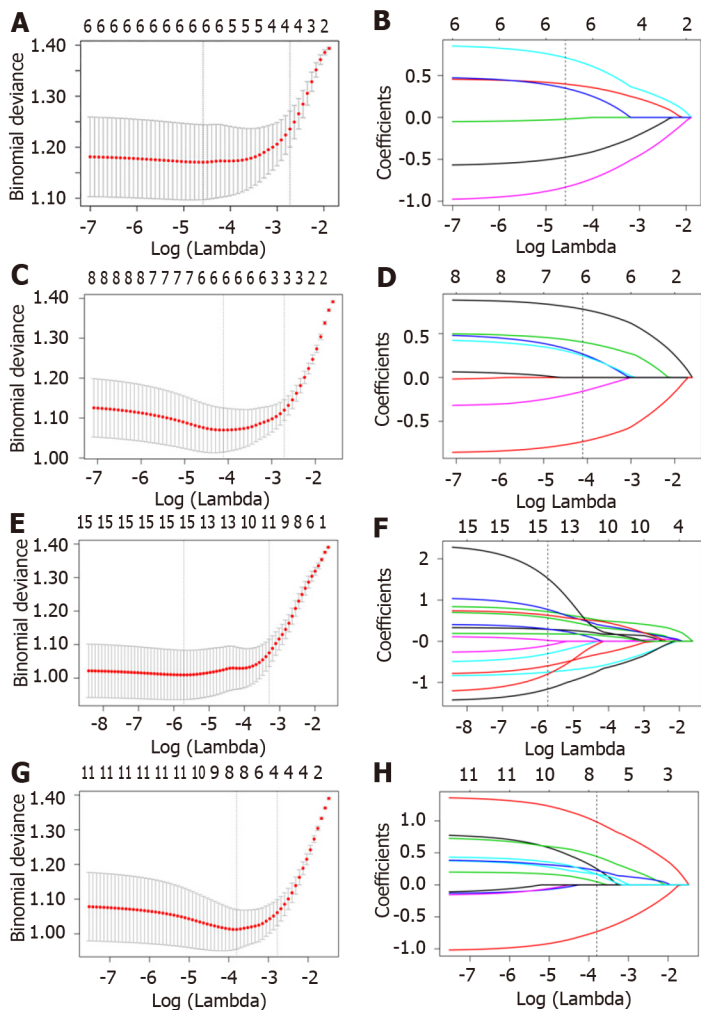 A
6 6 6 6 6 6 6 6 6 6 5 5 5 4 4 4 3 2
1.40
1.30
1.20
1.10
Binomial deviance
-7 -6 -5 -4 -3 -2
Log (Lambda)
B
6 6 6 6 4 2
0.5
0.0
-0.5
-1.0
Coefficients
-7 -6 -5 -4 -3 -2
Log Lambda
C
8 8 8 8 8 7 7 7 7 6 6 6 6 6 6 3 3 3 2 2
1.40
1.30
1.20
1.10
1.00
Binomial deviance
-7 -6 -5 -4 -3 -2
Log (Lambda)
D
8 8 7 6 6 2
0.5
0.0
-0.5
Coefficients
-7 -6 -5 -4 -3 -2
Log Lambda
E
15 15 15 15 15 15 13 13 10 11 9 8 6 1
1.40
1.30
1.20
1.10
1.00
Binomial deviance
-8 -7 -6 -5 -4 -3 -2
Log (Lambda)
F
15 15 15 13 10 10 4
2
1
-0
-1
Coefficients
-8 -7 -6 -5 -4 -3 -2
Log Lambda
G
11 11 11 11 11 11 10 9 8 8 6 4 4 4 2
1.40
1.30
1.20
1.10
1.00
Binomial deviance
-7 -6 -5 -4 -3 -2
Log (Lambda)
H
11 11 10 8 5 3
1.0
0.5
0.0
-0.5
-1.0
Coefficients
-7 -6 -5 -4 -3 -2
Log (Lambda)